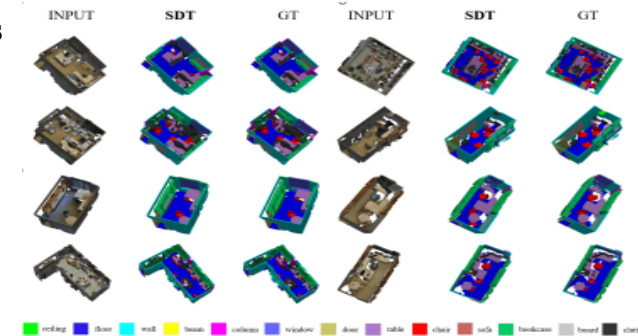 INPUT SDT GT INPUT SDT GT
ceiling floor wall beam column window door table chair sofa bookcase board